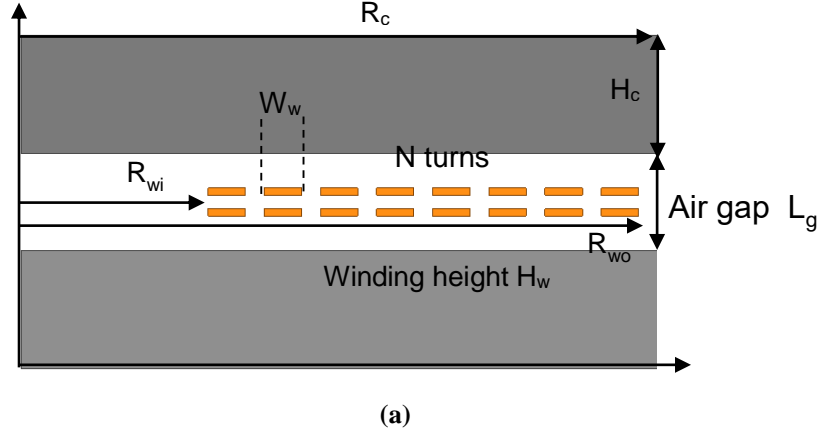 R_c
H_c
W_w
N turns
R_wi
Air gap L_g
R_wo
Winding height H_w
(a)